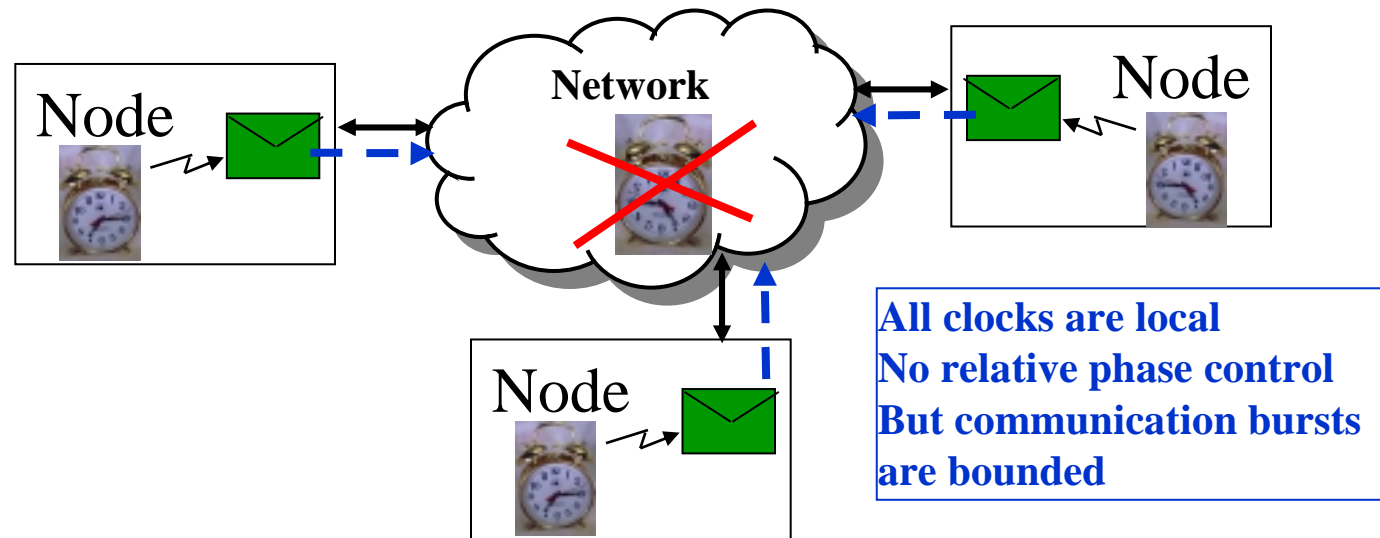 Network
Node
Node
Node
All clocks are local
No relative phase control
But communication bursts
are bounded